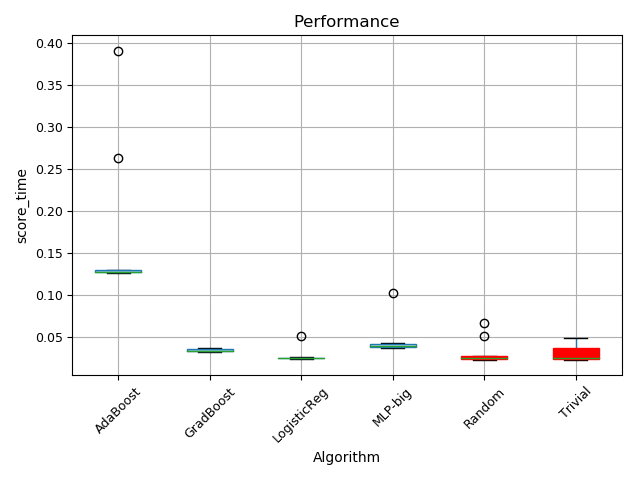 Performance
0.40
0.35
0.30
0.25
0.20
0.15
0.10
0.05
score_time
AdaBoost
GradBoost
LogisticReg
MLP-big
Random
Trivial
Algorithm